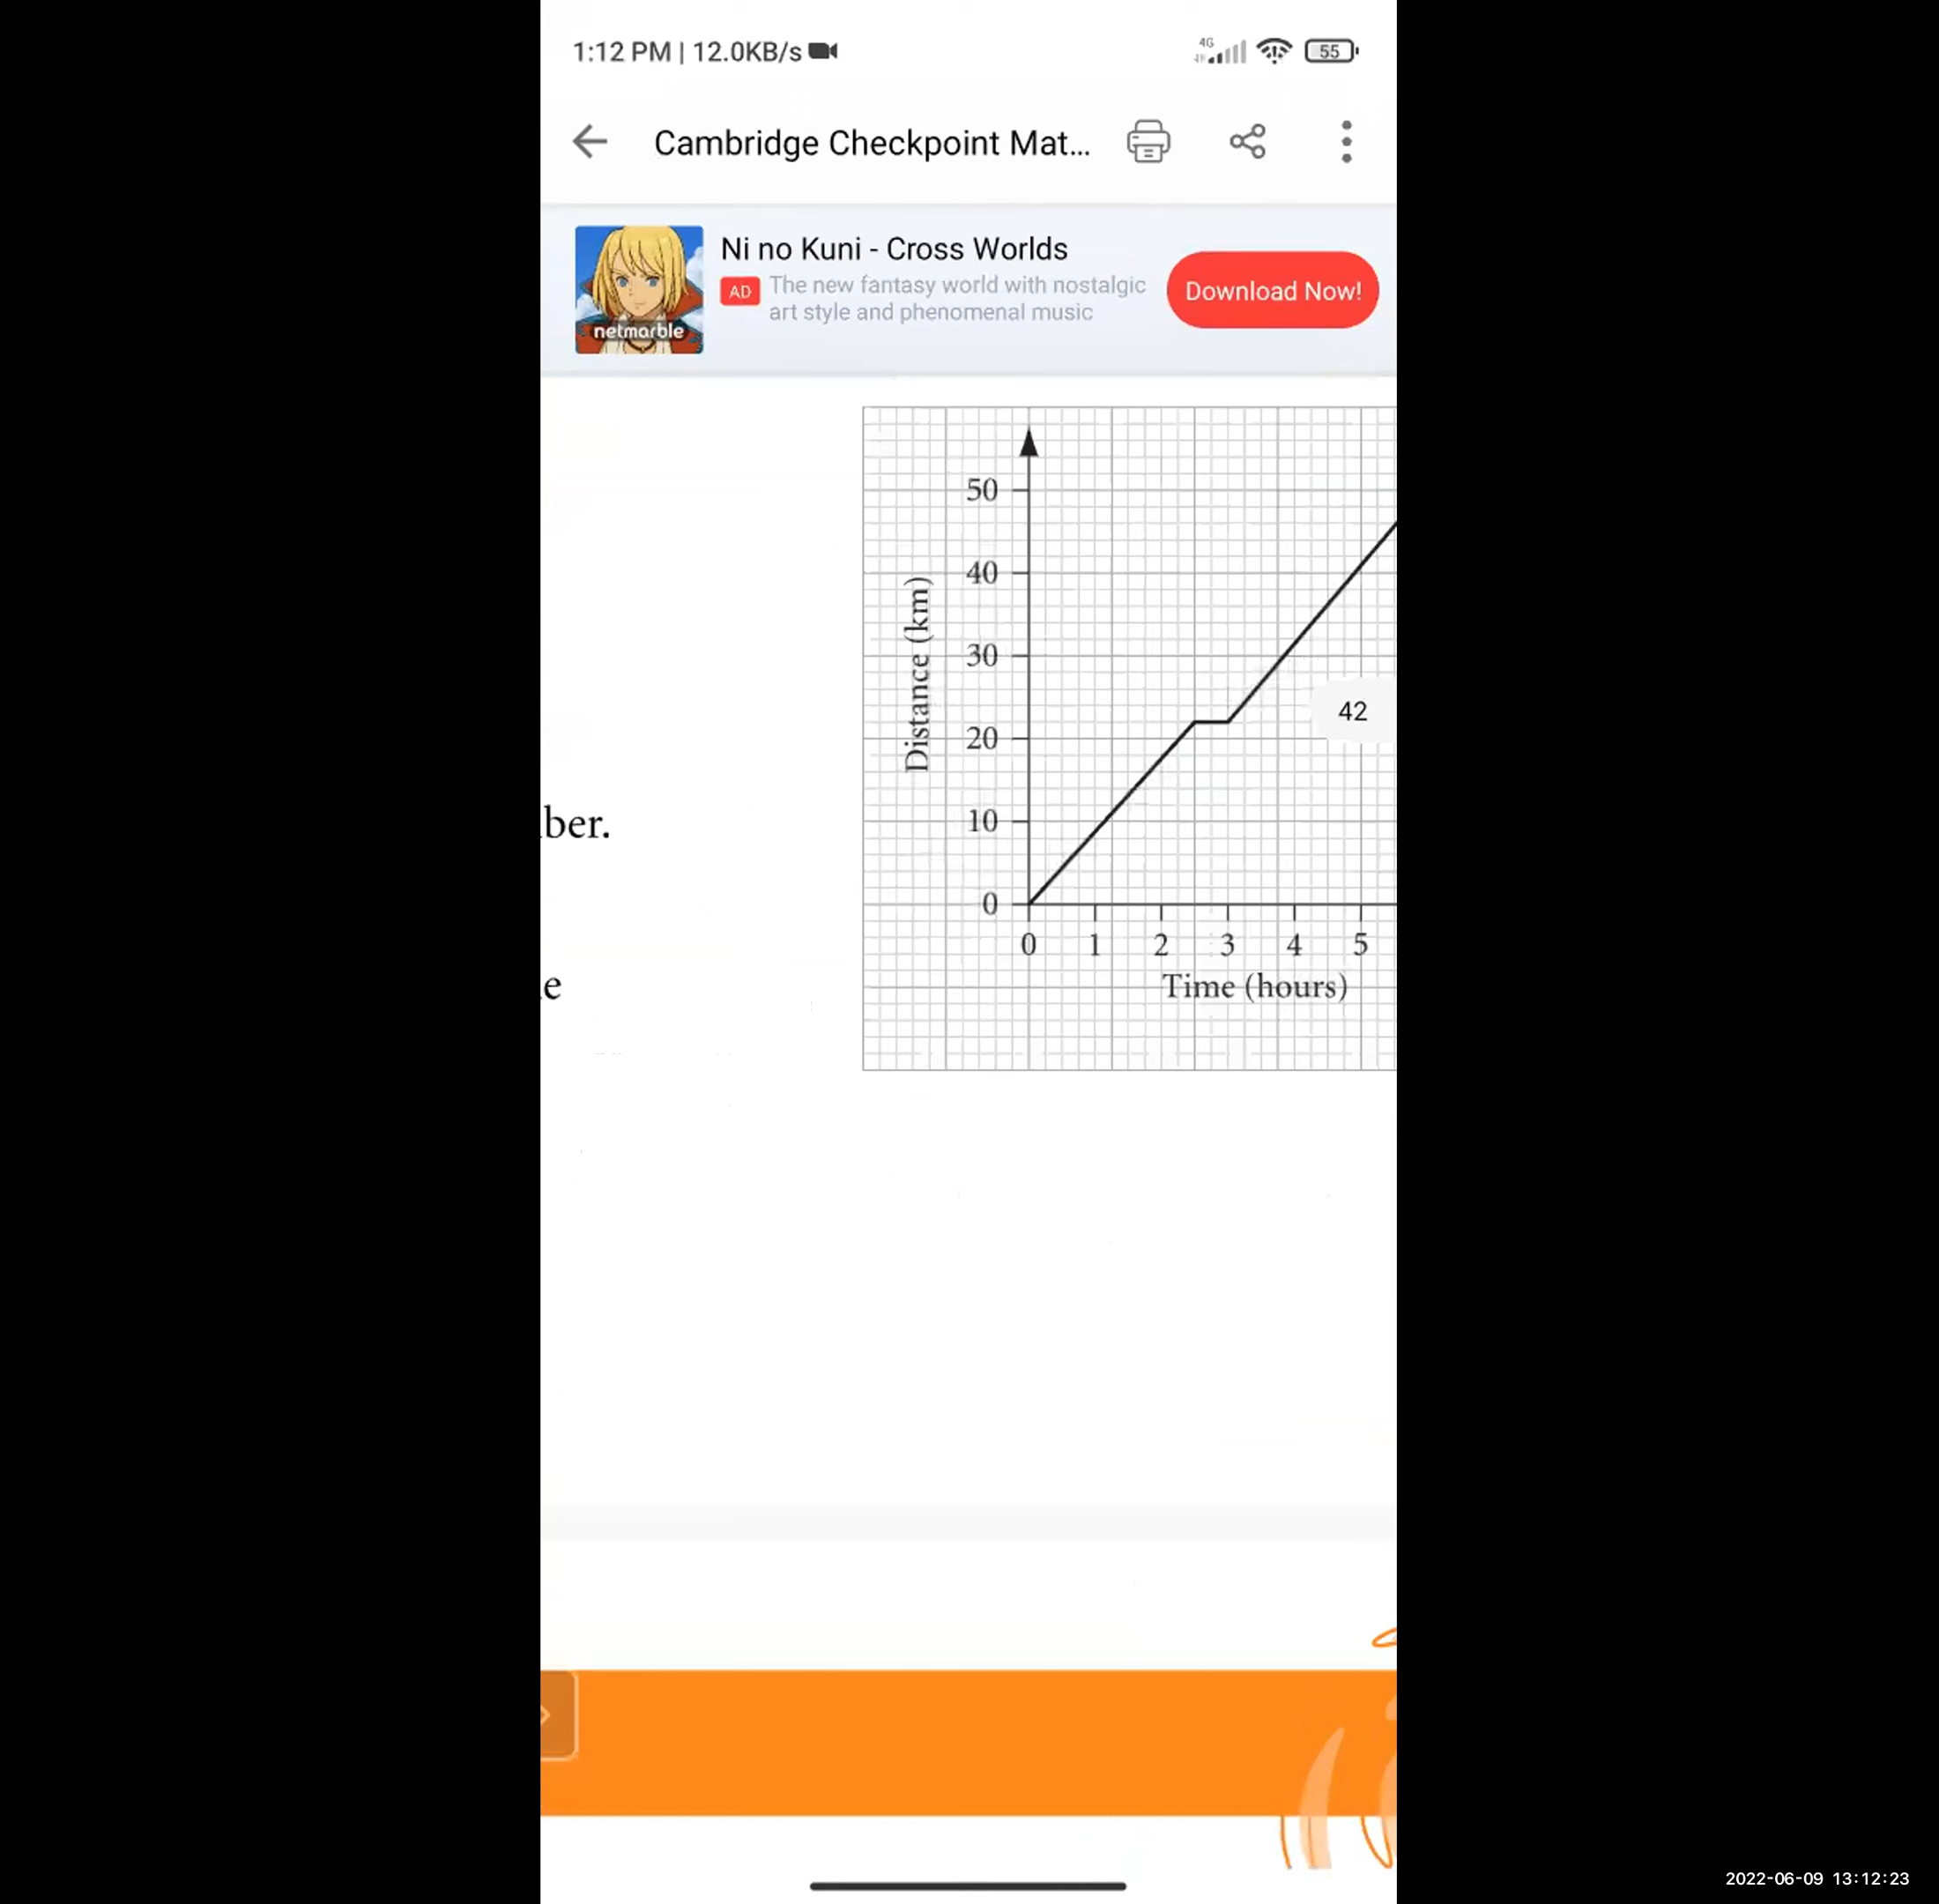 1:12 PM | 12.0KB/s
4G
55
Cambridge Checkpoint Mat...
Ni no Kuni - Cross Worlds
AD
The new fantasy world with nostalgic
art style and phenomenal music
Download Now!
netmarble
50
40
30
20
10
0
Distance (km)
42
0 1 2 3 4 5
Time (hours)
ber.
e
2022-06-09 13:12:23